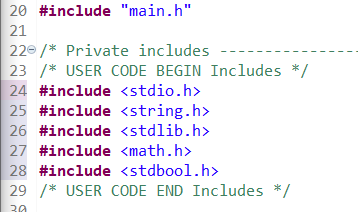 20 #include "main.h"
21
22 /* Private includes ----------------
23 /* USER CODE BEGIN Includes */
24 #include <stdio.h>
25 #include <string.h>
26 #include <stdlib.h>
27 #include <math.h>
28 #include <stdbool.h>
29 /* USER CODE END Includes */